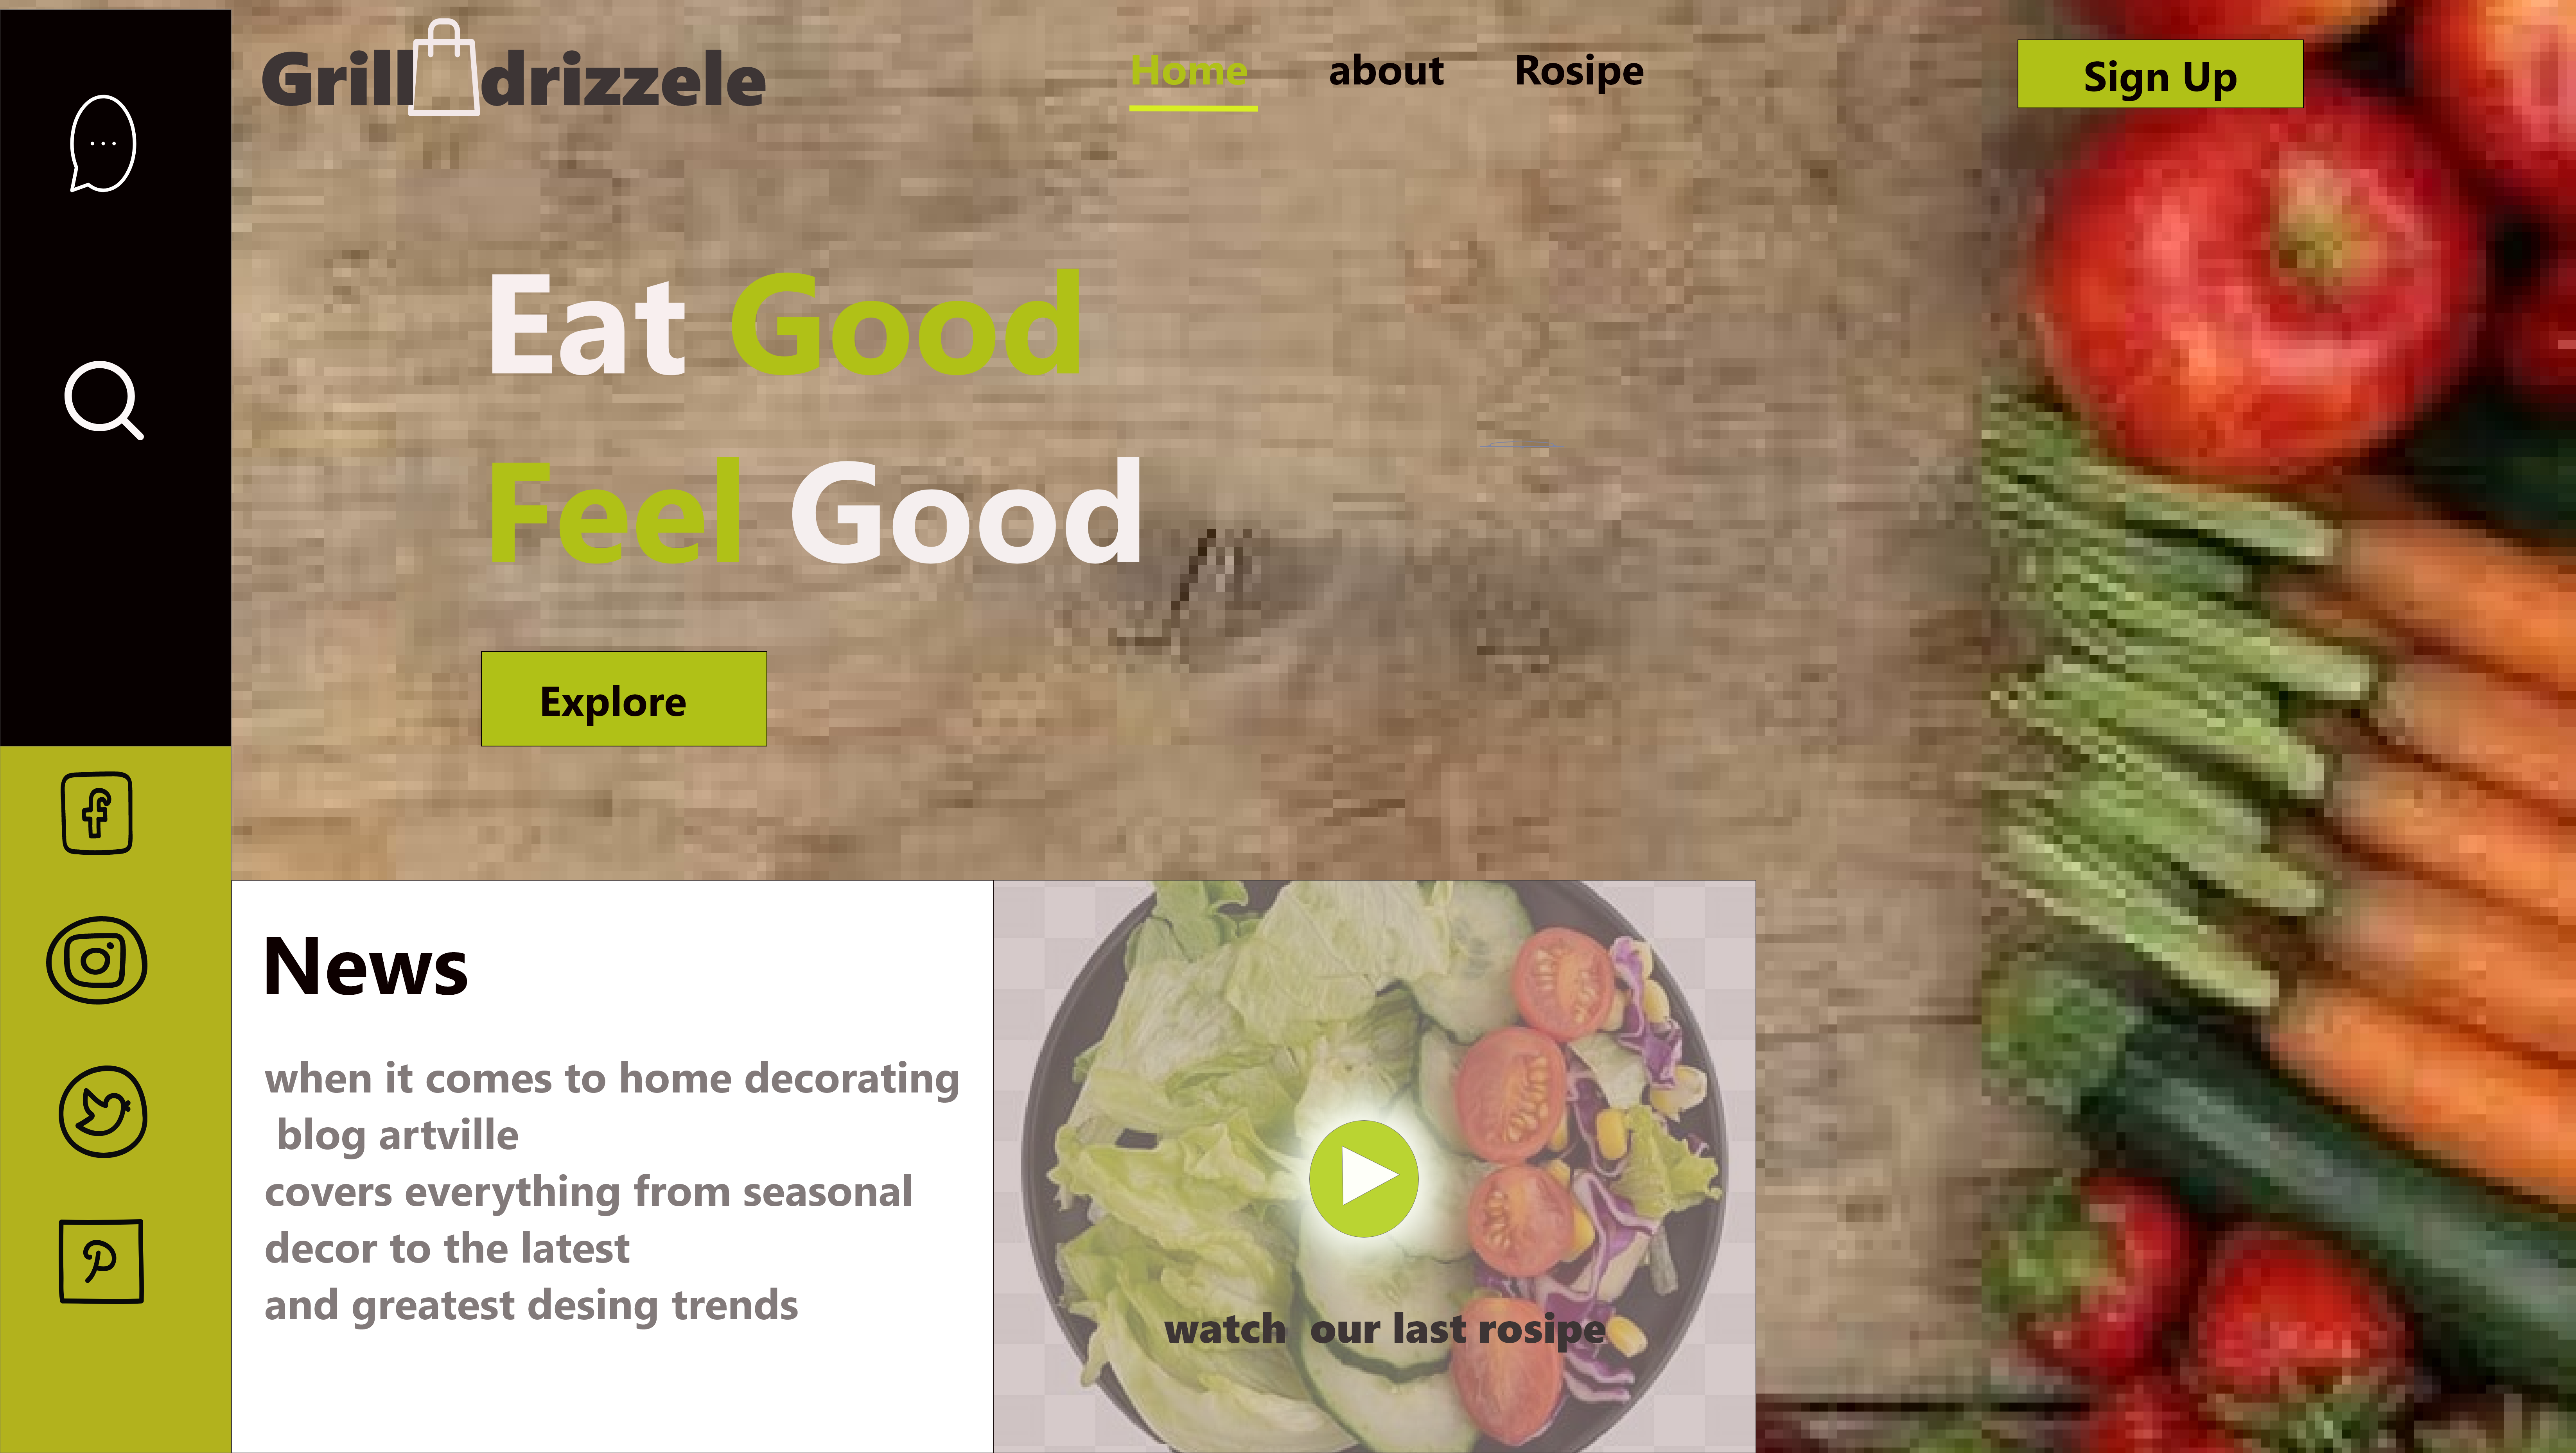 Grill drizzele
Home about Rosipe
Sign Up
Eat Good
Feel Good
Explore
News
when it comes to home decorating
blog artville
covers everything from seasonal
decor to the latest
and greatest desing trends
watch our last rosipe